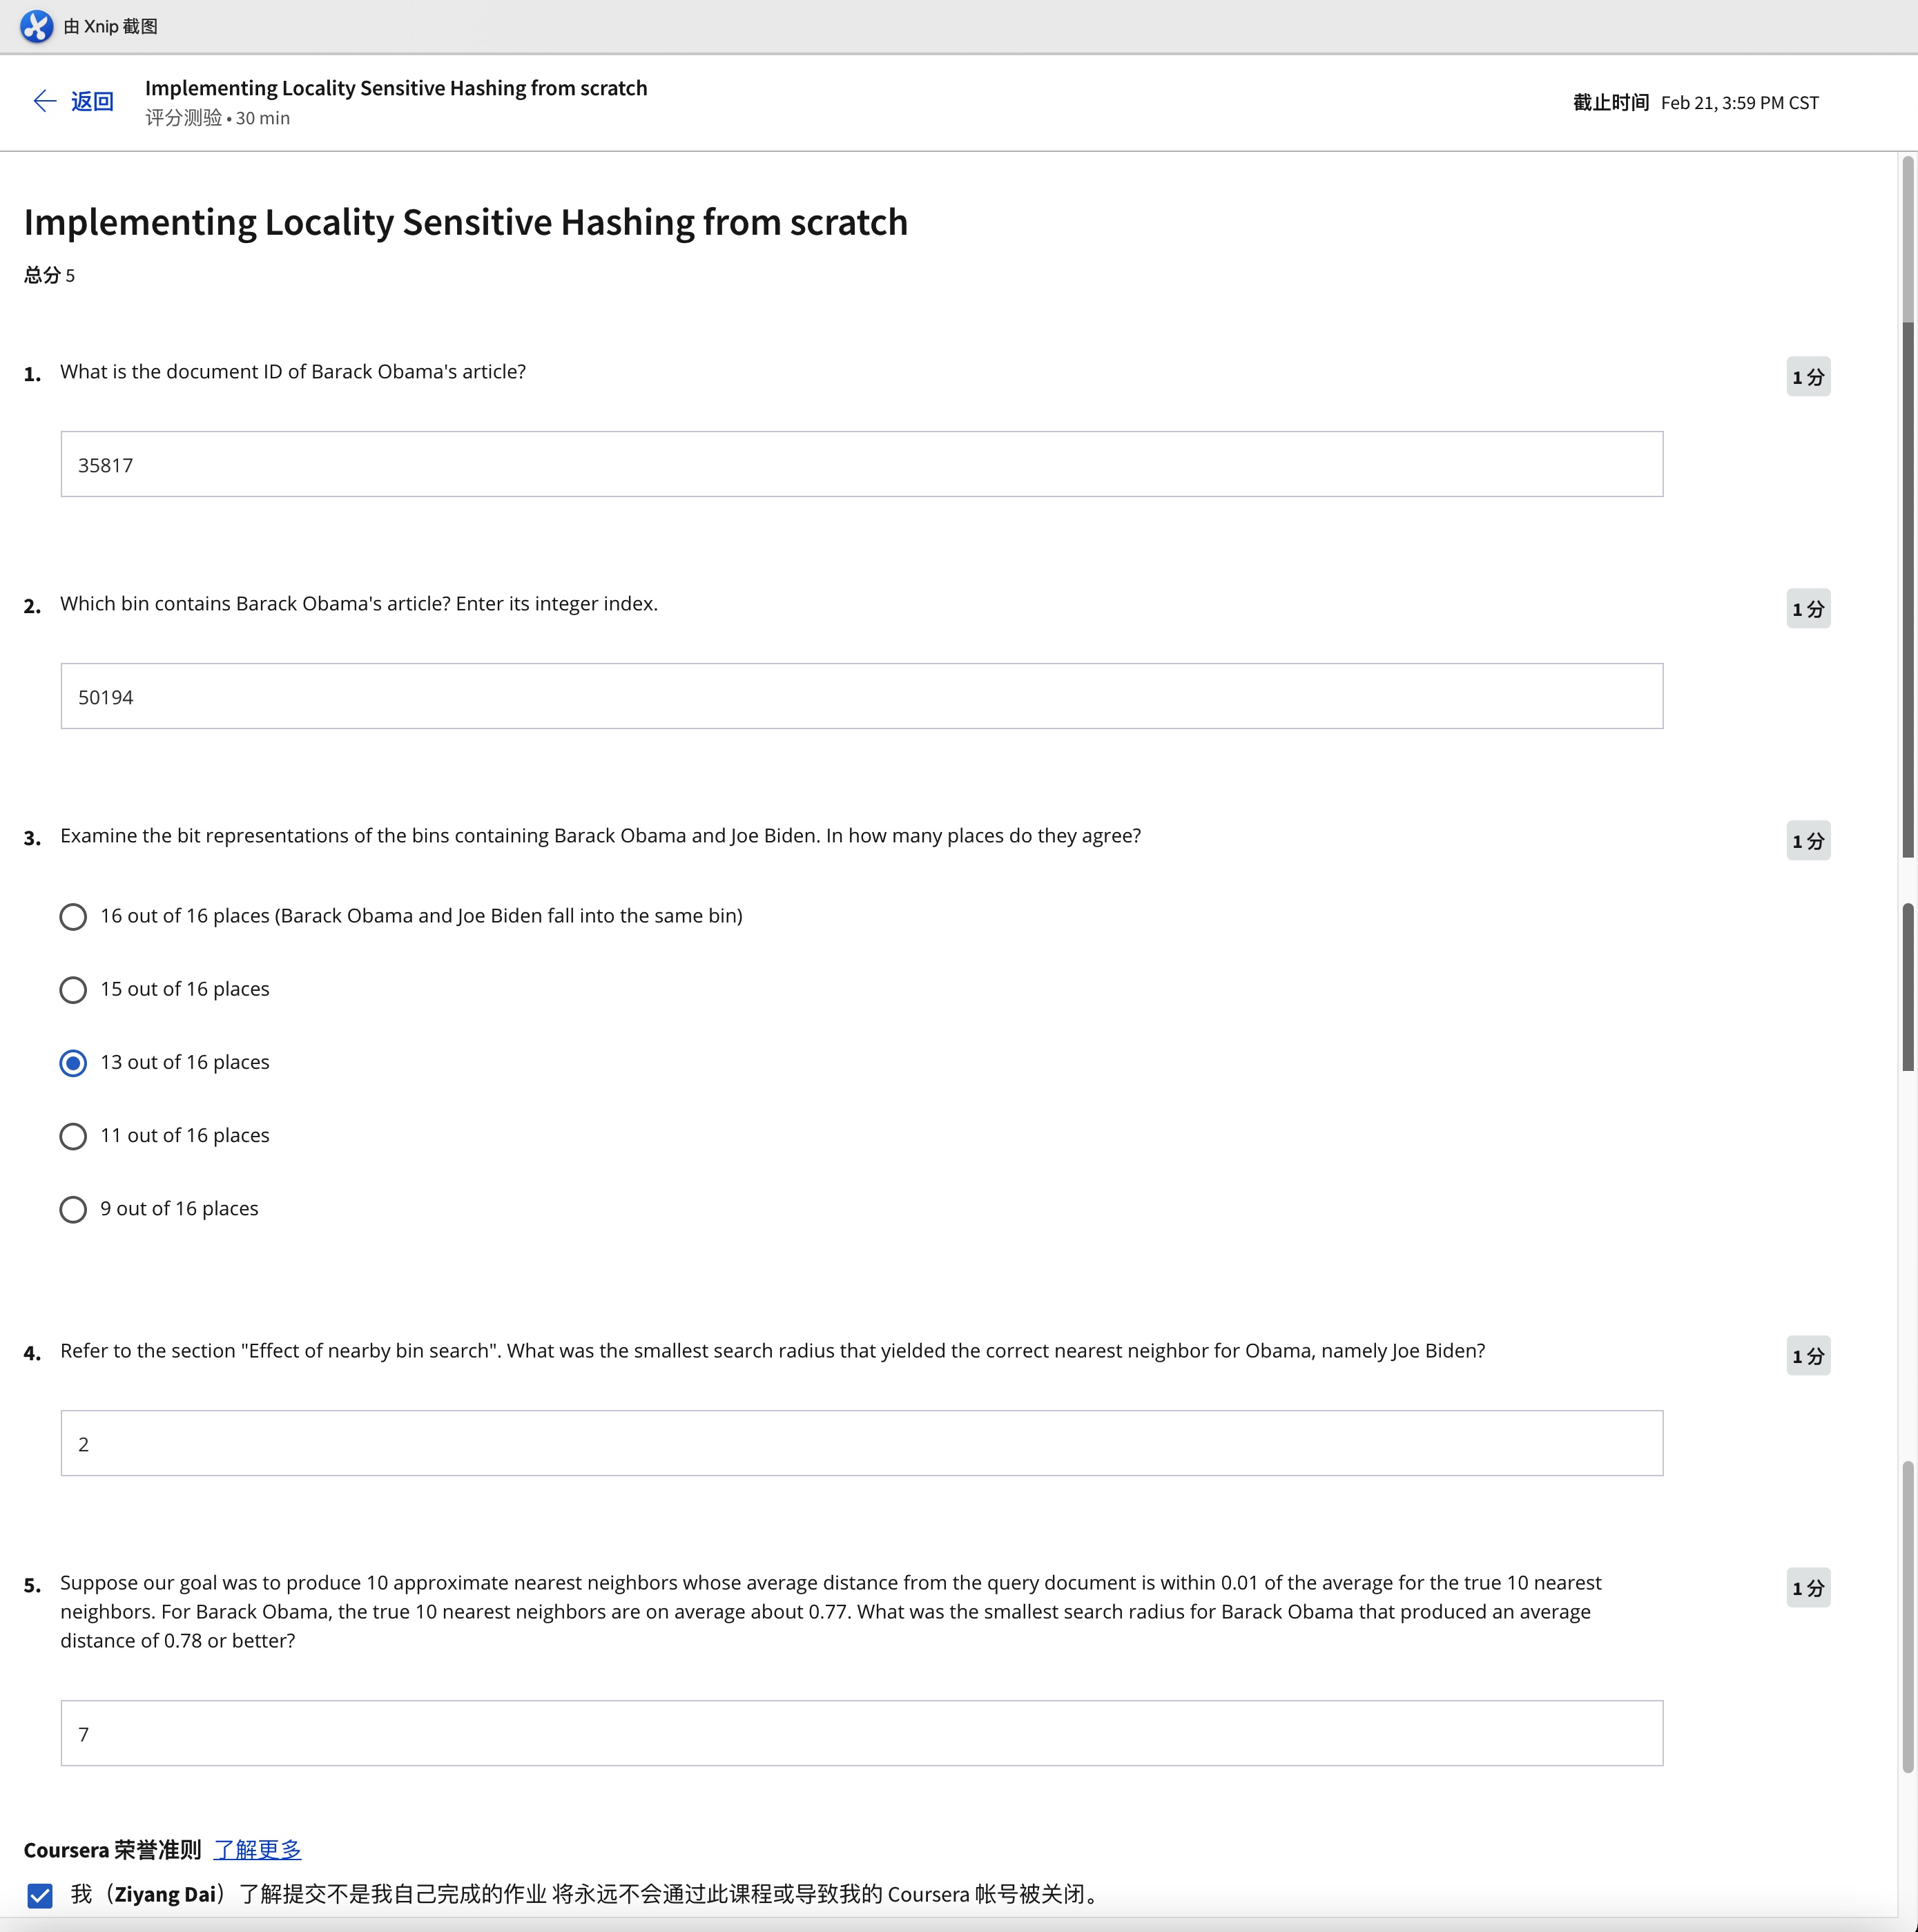 由 Xnip 截图
返回
Implementing Locality Sensitive Hashing from scratch
评分测验 • 30 min
截止时间 Feb 21, 3:59 PM CST
Implementing Locality Sensitive Hashing from scratch
总分 5
1. What is the document ID of Barack Obama's article?
1 分
35817
2. Which bin contains Barack Obama's article? Enter its integer index.
1 分
50194
3. Examine the bit representations of the bins containing Barack Obama and Joe Biden. In how many places do they agree?
1 分
16 out of 16 places (Barack Obama and Joe Biden fall into the same bin)
15 out of 16 places
13 out of 16 places
11 out of 16 places
9 out of 16 places
4. Refer to the section "Effect of nearby bin search". What was the smallest search radius that yielded the correct nearest neighbor for Obama, namely Joe Biden?
1 分
2
5. Suppose our goal was to produce 10 approximate nearest neighbors whose average distance from the query document is within 0.01 of the average for the true 10 nearest
neighbors. For Barack Obama, the true 10 nearest neighbors are on average about 0.77. What was the smallest search radius for Barack Obama that produced an average
distance of 0.78 or better?
1 分
7
Coursera 荣誉准则 了解更多
我（Ziyang Dai）了解提交不是我自己完成的作业 将永远不会通过此课程或导致我的 Coursera 帐号被关闭。